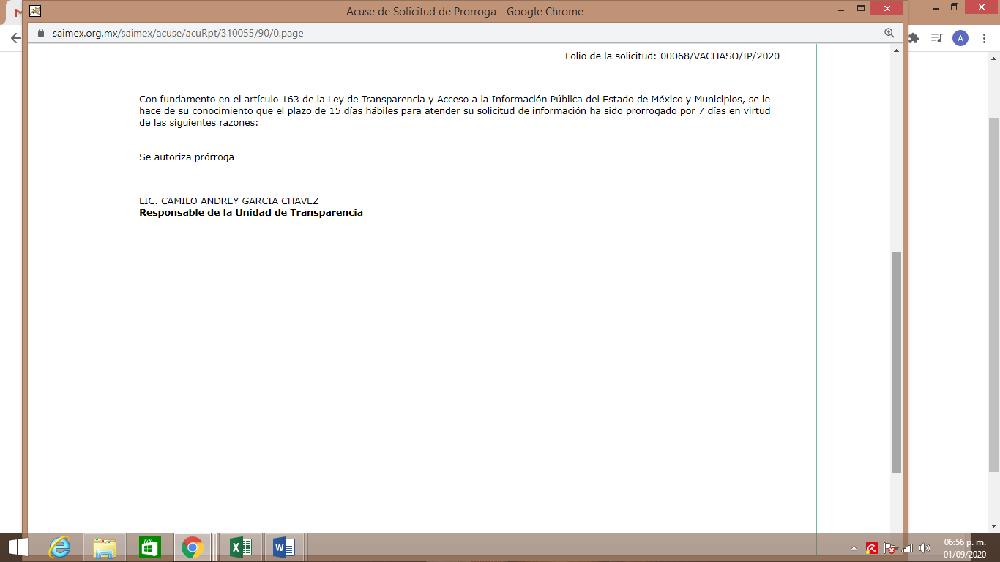 Acuse de Solicitud de Prorroga - Google Chrome
saimex.org.mx/saimex/acuse/acuRpt/310055/90/0.page
A
Folio de la solicitud: 00068/VACHASO/IP/2020
Con fundamento en el artículo 163 de la Ley de Transparencia y Acceso a la Información Pública del Estado de México y Municipios, se le
hace de su conocimiento que el plazo de 15 días hábiles para atender su solicitud de información ha sido prorrogado por 7 días en virtud
de las siguientes razones:
Se autoriza prórroga
LIC. CAMILO ANDREY GARCIA CHAVEZ
Responsable de la Unidad de Transparencia
06:56 p. m.
01/09/2020